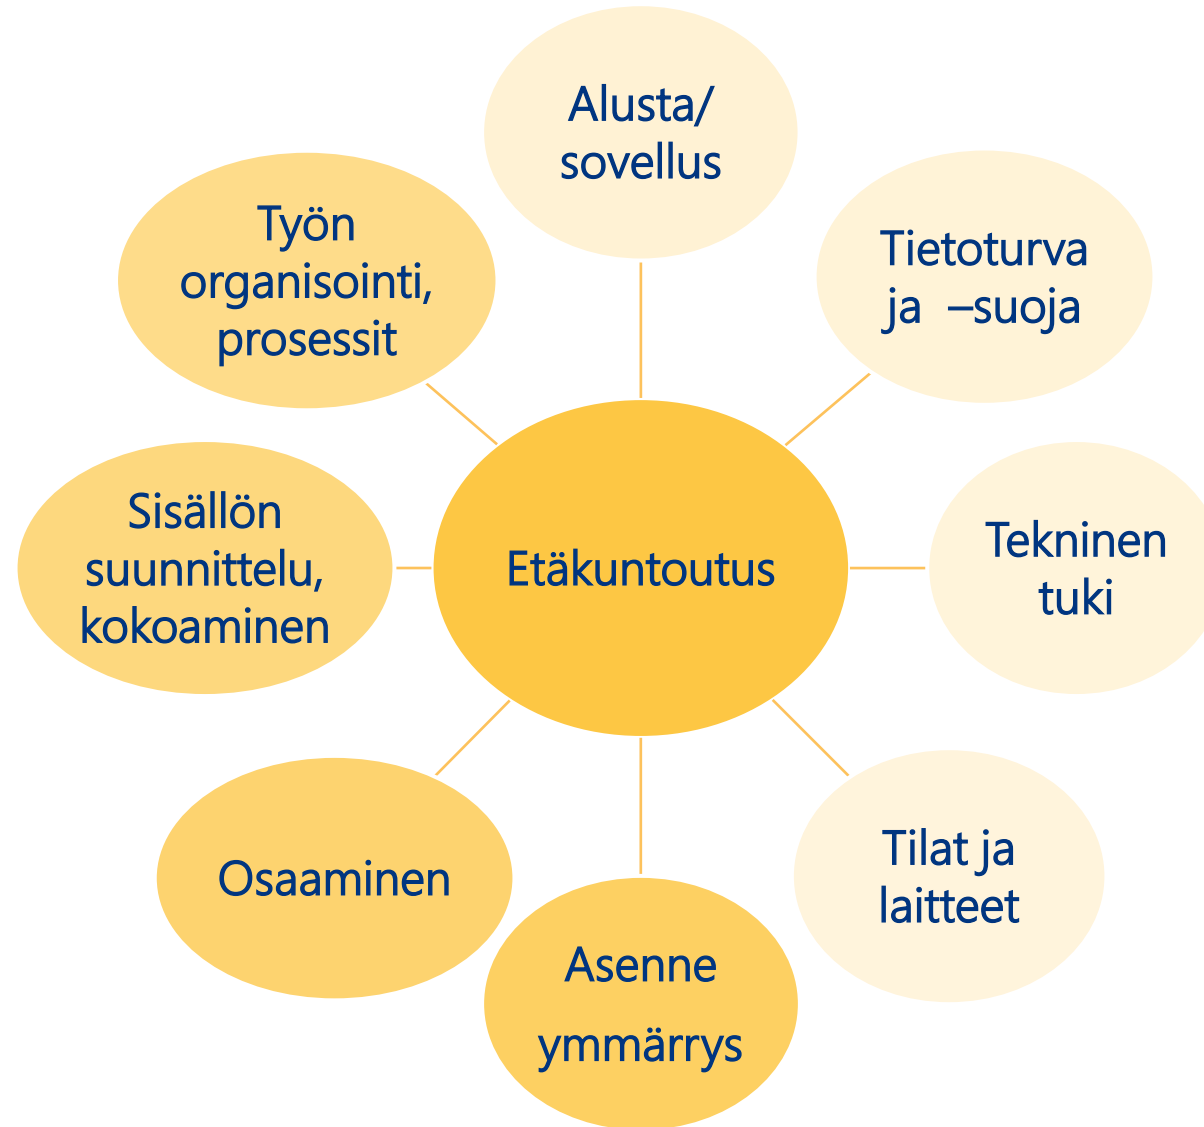 Alusta/
sovellus
Tietoturva
ja –suoja
Tekninen
tuki
Tilat ja
laitteet
Asenne
ymmärrys
Osaaminen
Sisällön
suunnittelu,
kokoaminen
Työn
organisointi,
prosessit
Etäkuntoutus